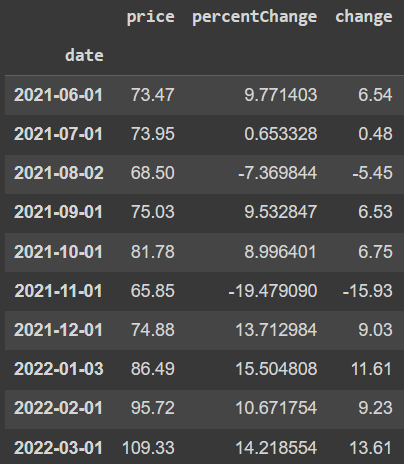 price percentChange change
date
2021-06-01 73.47 9.771403 6.54
2021-07-01 73.95 0.653328 0.48
2021-08-02 68.50 -7.369844 -5.45
2021-09-01 75.03 9.532847 6.53
2021-10-01 81.78 8.996401 6.75
2021-11-01 65.85 -19.479090 -15.93
2021-12-01 74.88 13.712984 9.03
2022-01-03 86.49 15.504808 11.61
2022-02-01 95.72 10.671754 9.23
2022-03-01 109.33 14.218554 13.61